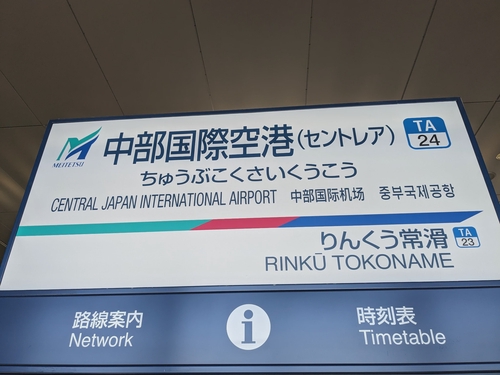 MEITETSU
中部国際空港(セントレア)
TA
24
ちゅうぶこくさいくうこう
CENTRAL JAPAN INTERNATIONAL AIRPORT 中部国际机场 중부국제공항
りんくう常滑
TA
23
RINKŪ TOKONAME
路線案内
Network
i
時刻表
Timetable